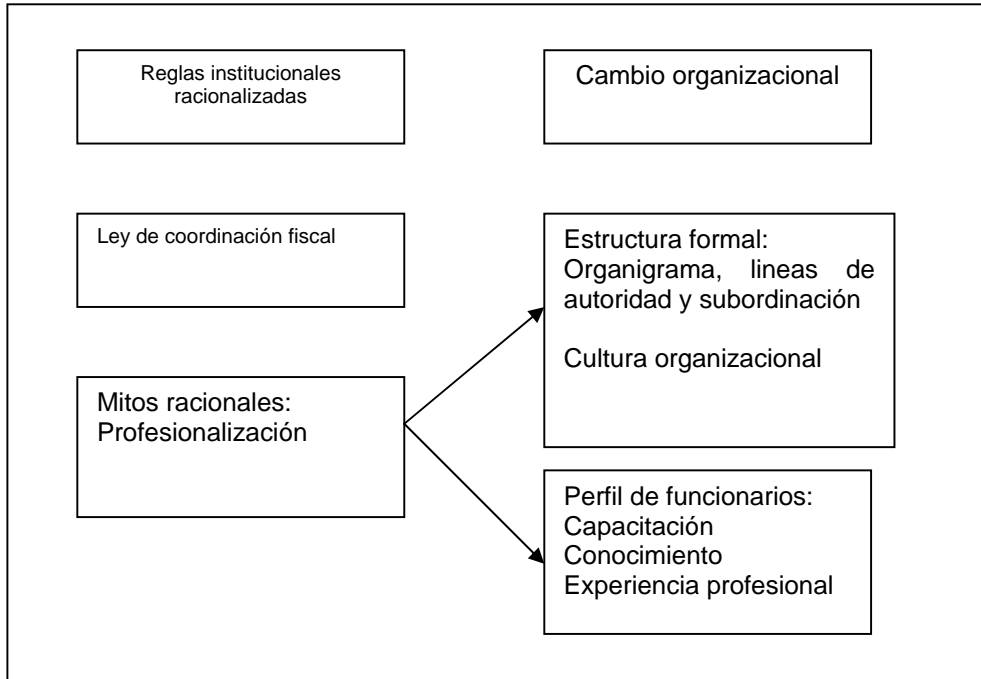 Reglas institucionales
racionalizadas
Cambio organizacional
Ley de coordinación fiscal
Estructura formal:
Organigrama, lineas de
autoridad y subordinación
Cultura organizacional
Mitos racionales:
Profesionalización
Perfil de funcionarios:
Capacitación
Conocimiento
Experiencia profesional